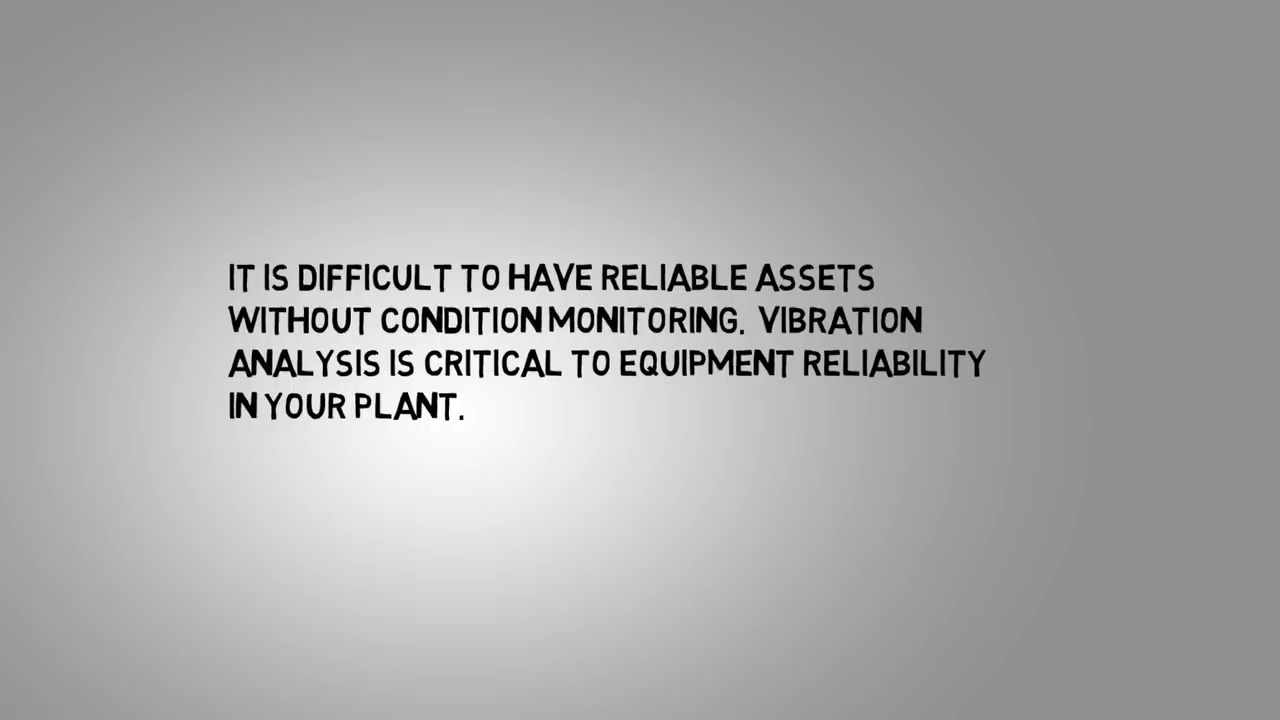 IT IS DIFFICULT TO HAVE RELIABLE ASSETS
WITHOUT CONDITION MONITORING. VIBRATION
ANALYSIS IS CRITICAL TO EQUIPMENT RELIABILITY
IN YOUR PLANT.